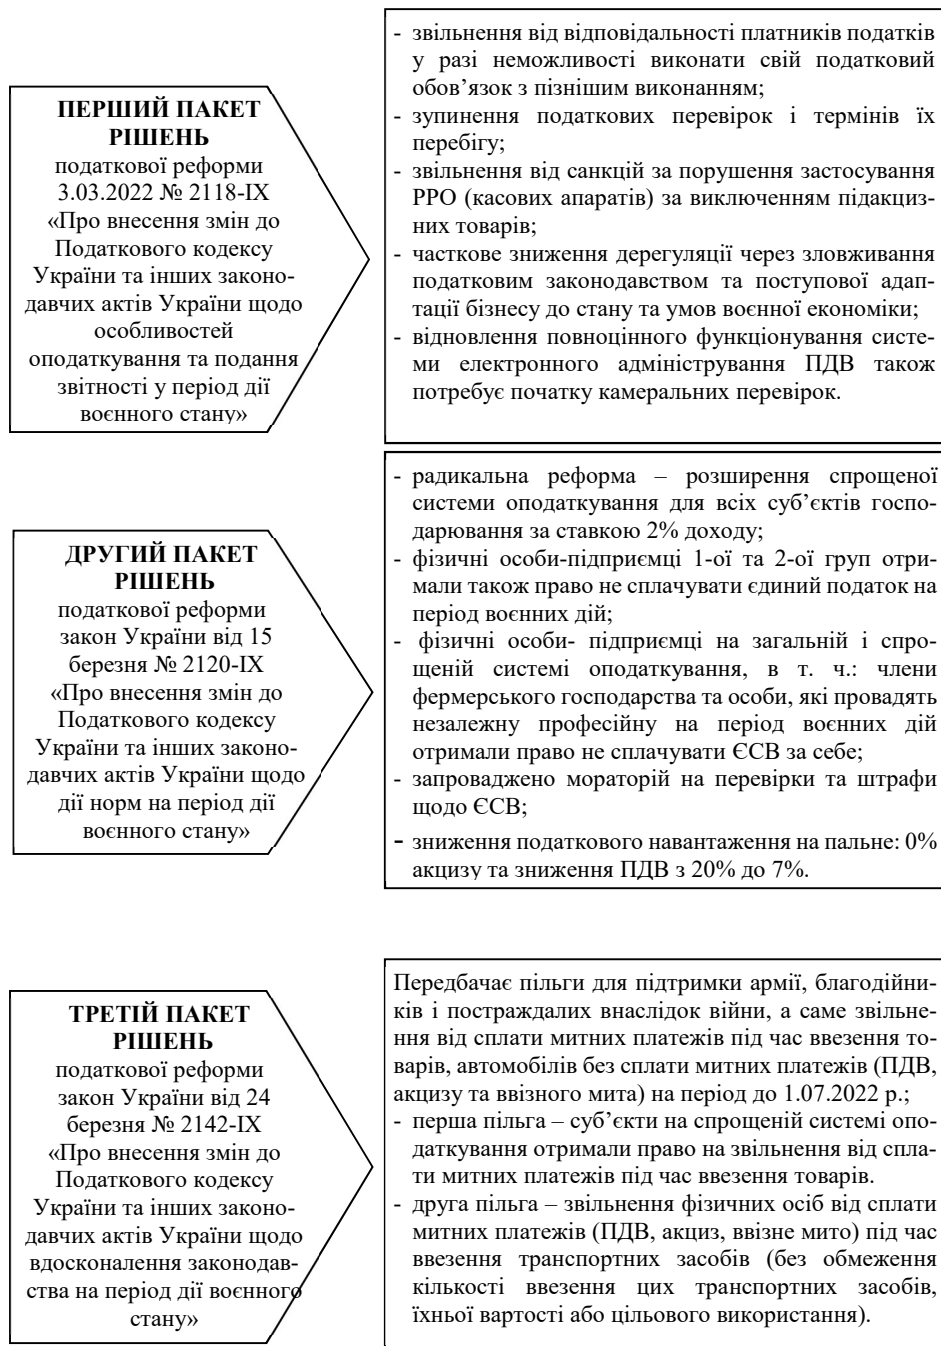 ПЕРШИЙ ПАКЕТ
РІШЕНЬ
податкової реформи
3.03.2022 № 2118-IX
«Про внесення змін до
Податкового кодексу
України та інших законо-
давчих актів України щодо
особливостей
оподаткування та подання
звітності у період дії
воєнного стану»
- звільнення від відповідальності платників податків
у разі неможливості виконати свій податковий
обов’язок з пізнішим виконанням;
- зупинення податкових перевірок і термінів їх
перебігу;
- звільнення від санкцій за порушення застосування
РРО (касових апаратів) за виключенням підакциз-
них товарів;
- часткове зниження дерегуляції через зловживання
податковим законодавством та поступової адап-
тації бізнесу до стану та умов воєнної економіки;
- відновлення повноцінного функціонування систе-
ми електронного адміністрування ПДВ також
потребує початку камеральних перевірок.
ДРУГИЙ ПАКЕТ
РІШЕНЬ
податкової реформи
закон України від 15
березня № 2120-IX
«Про внесення змін до
Податкового кодексу
України та інших законо-
давчих актів України щодо
дії норм на період дії
воєнного стану»
- радикальна реформа – розширення спрощеної
системи оподаткування для всіх суб’єктів госпо-
дарювання за ставкою 2% доходу;
- фізичні особи-підприємці 1-ої та 2-ої груп отри-
мали також право не сплачувати єдиний податок на
період воєнних дій;
- фізичні особи- підприємці на загальній і спро-
щеній системі оподаткування, в т. ч.: члени
фермерського господарства та особи, які провадять
незалежну професійну на період воєнних дій
отримали право не сплачувати ЄСВ за себе;
- запроваджено мораторій на перевірки та штрафи
щодо ЄСВ;
- зниження податкового навантаження на пальне: 0%
акцизу та зниження ПДВ з 20% до 7%.
ТРЕТІЙ ПАКЕТ
РІШЕНЬ
податкової реформи
закон України від 24
березня № 2142-IX
«Про внесення змін до
Податкового кодексу
України та інших законо-
давчих актів України щодо
вдосконалення законодав-
ства на період дії воєнного
стану»
Передбачає пільги для підтримки армії, благодійни-
ків і постраждалих внаслідок війни, а саме звільне-
ння від сплати митних платежів під час ввезення то-
варів, автомобілів без сплати митних платежів (ПДВ,
акцизу та ввізного мита) на період до 1.07.2022 р.;
- перша пільга – суб’єкти на спрощеній системі опо-
даткування отримали право на звільнення від спла-
ти митних платежів під час ввезення товарів.
- друга пільга – звільнення фізичних осіб від сплати
митних платежів (ПДВ, акциз, ввізне мито) під час
ввезення транспортних засобів (без обмеження
кількості ввезення цих транспортних засобів,
їхньої вартості або цільового використання).